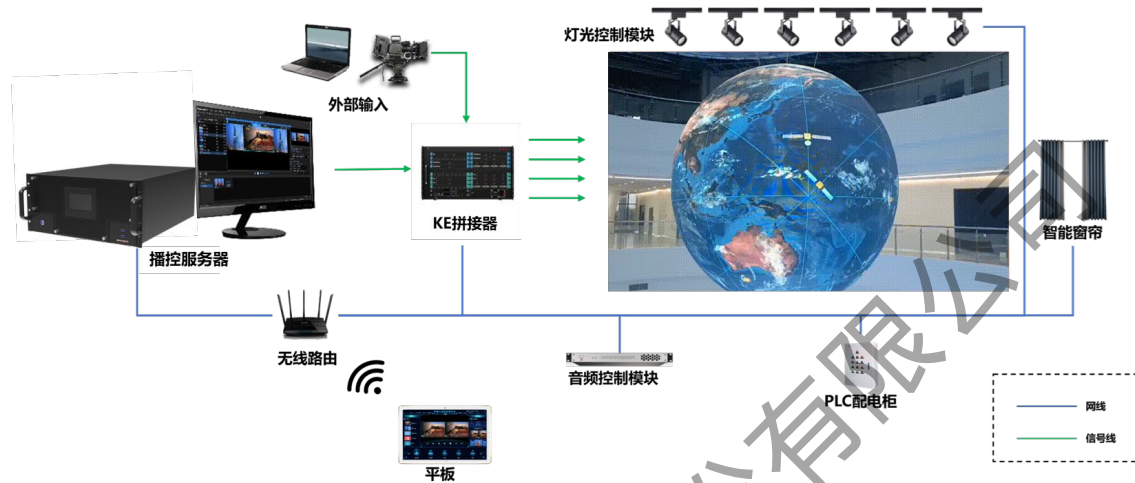 灯光控制模块
外部输入
KE拼接器
智能窗帘
播控服务器
无线路由
音频控制模块
PLC配电柜
网线
信号线
平板
公有限公司